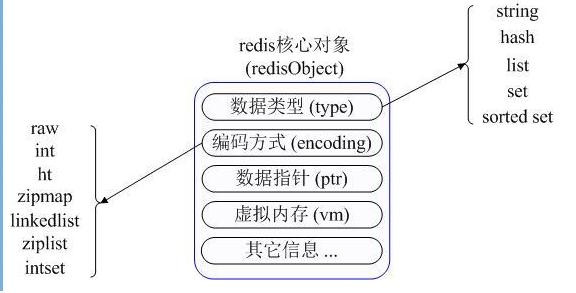 redis核心对象
(redisObject)
数据类型 (type)
编码方式 (encoding)
数据指针 (ptr)
虚拟内存 (vm)
其它信息 ...
string
hash
list
set
sorted set
raw
int
ht
zipmap
linkedlist
ziplist
intset